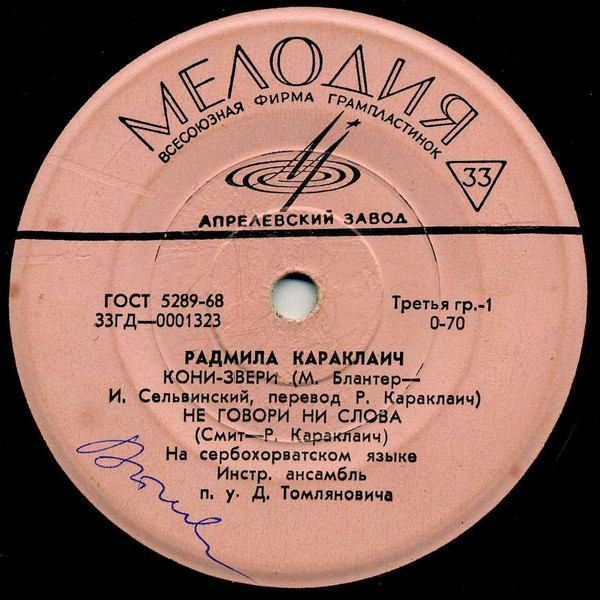 МЕЛОДИЯ
ВСЕСОЮЗНАЯ ФИРМА ГРАМПЛАСТИНОК
33
АПРЕЛЕВСКИЙ ЗАВОД
ГОСТ 5289-68
Третья гр.-1
33ГД—0001323
0-70
РАДМИЛА КАРАКЛАИЧ
КОНИ-ЗВЕРИ (М. Блантер—
И. Сельвинский, перевод Р. Караклаич)
НЕ ГОВОРИ НИ СЛОВА
(Смит—Р. Караклаич)
На сербохорватском языке
Инстр. ансамбль
п. у. Д. Томляновича